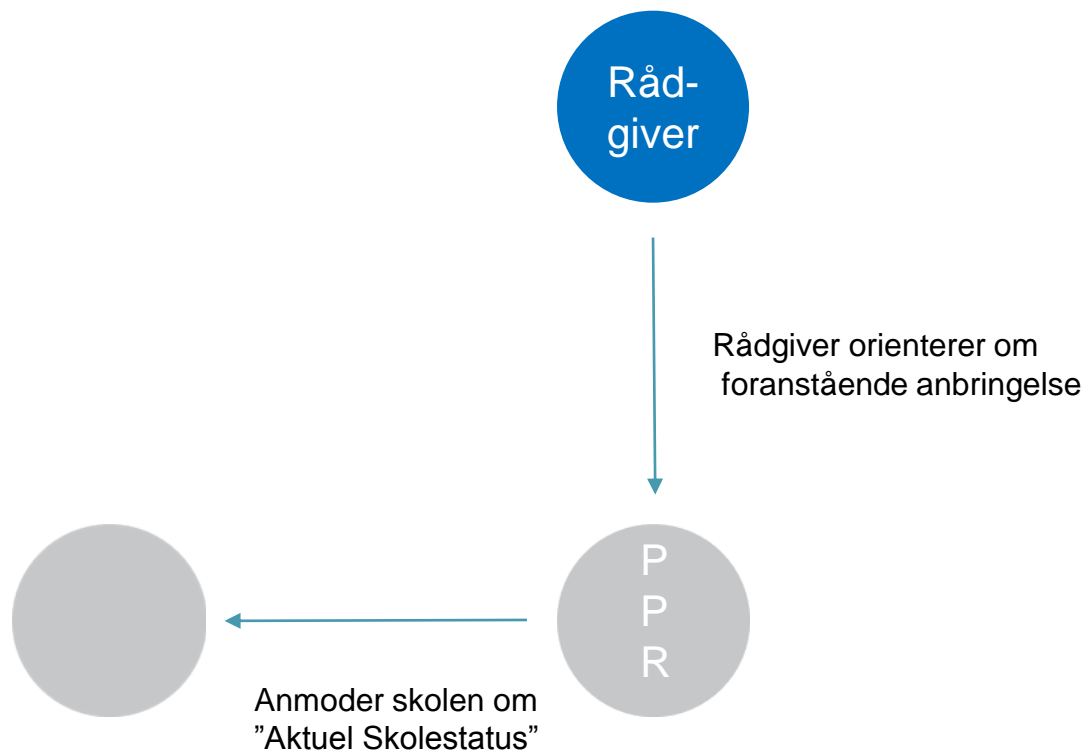 Råd-
giver
Rådgiver orienterer om
foranstående anbringelse
P
P
R
Anmoder skolen om
”Aktuel Skolestatus”